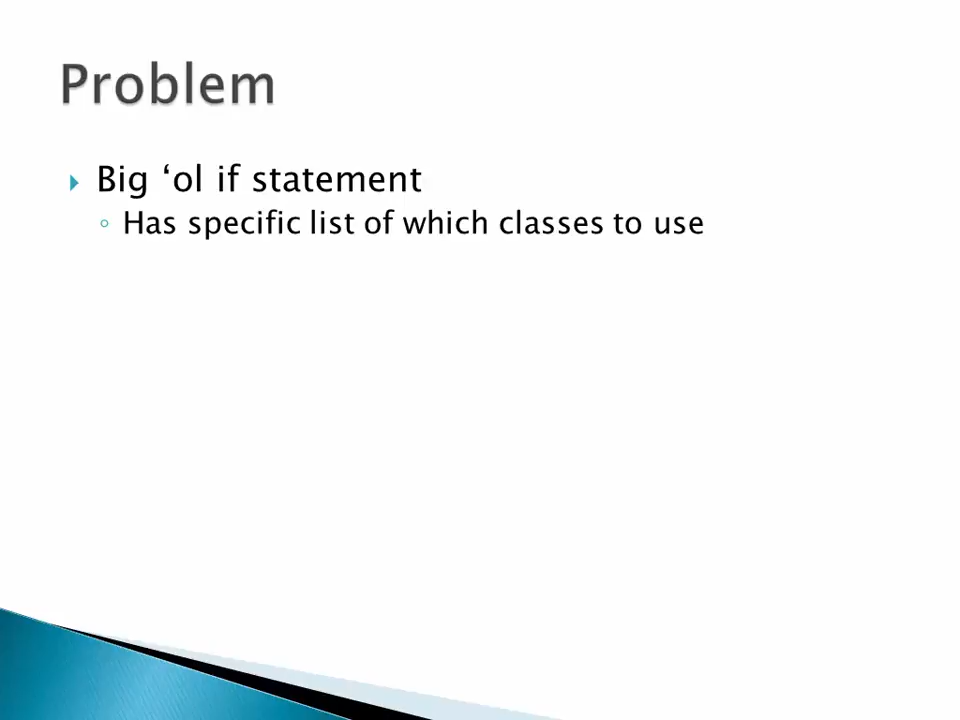 Problem
Big ‘ol if statement
Has specific list of which classes to use